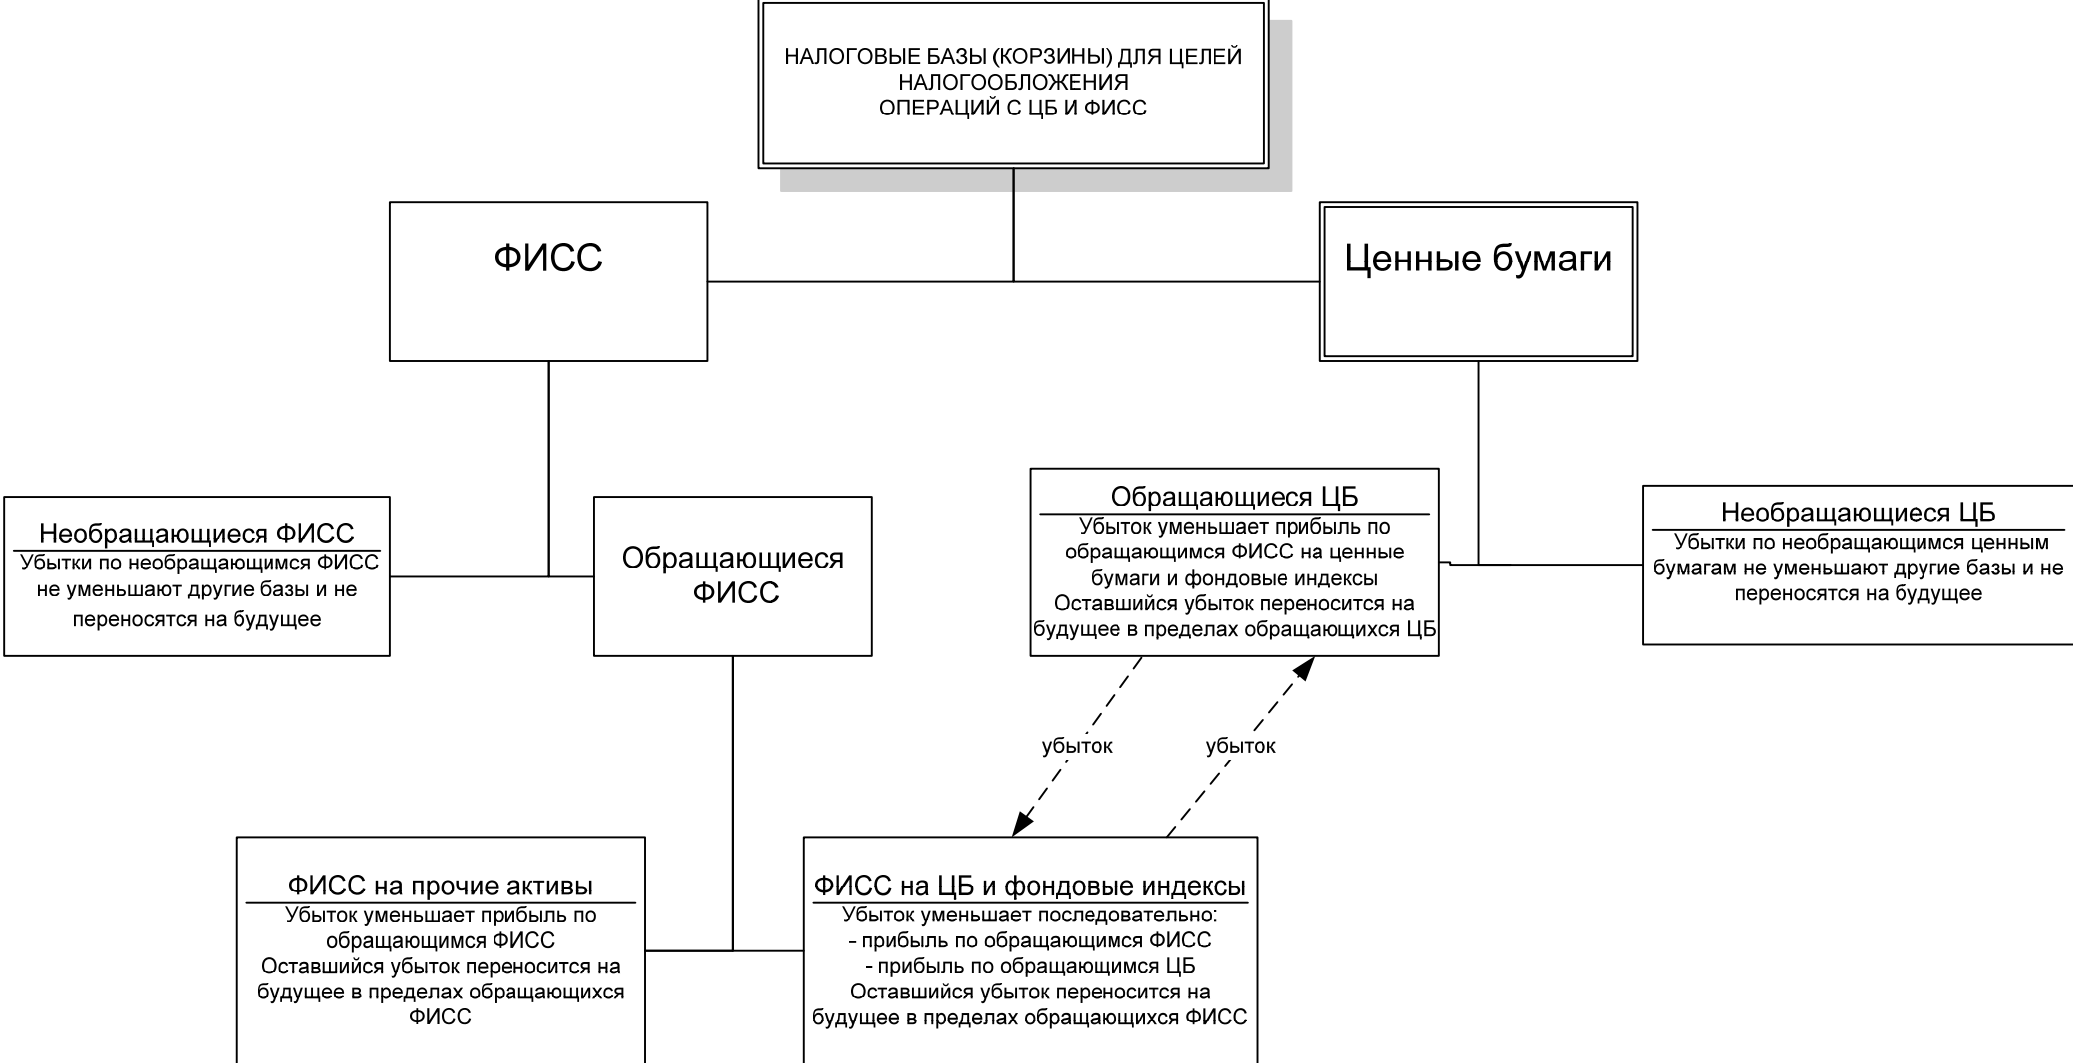 НАЛОГОВЫЕ БАЗЫ (КОРЗИНЫ) ДЛЯ ЦЕЛЕЙ
НАЛОГООБЛОЖЕНИЯ
ОПЕРАЦИЙ С ЦБ И ФИСС
ФИСС
Ценные бумаги
Необращающиеся ФИСС
Убытки по необращающимся ФИСС
не уменьшают другие базы и не
переносятся на будущее
Обращающиеся
ФИСС
Обращающиеся ЦБ
Убыток уменьшает прибыль по
обращающимся ФИСС на ценные
бумаги и фондовые индексы
Оставшийся убыток переносится на
будущее в пределах обращающихся ЦБ
Необращающиеся ЦБ
Убытки по необращающимся ценным
бумагам не уменьшают другие базы и не
переносятся на будущее
убыток
убыток
ФИСС на прочие активы
Убыток уменьшает прибыль по
обращающимся ФИСС
Оставшийся убыток переносится на
будущее в пределах обращающихся
ФИСС
ФИСС на ЦБ и фондовые индексы
Убыток уменьшает последовательно:
– прибыль по обращающимся ФИСС
- прибыль по обращающимся ЦБ
Оставшийся убыток переносится на
будущее в пределах обращающихся ФИСС